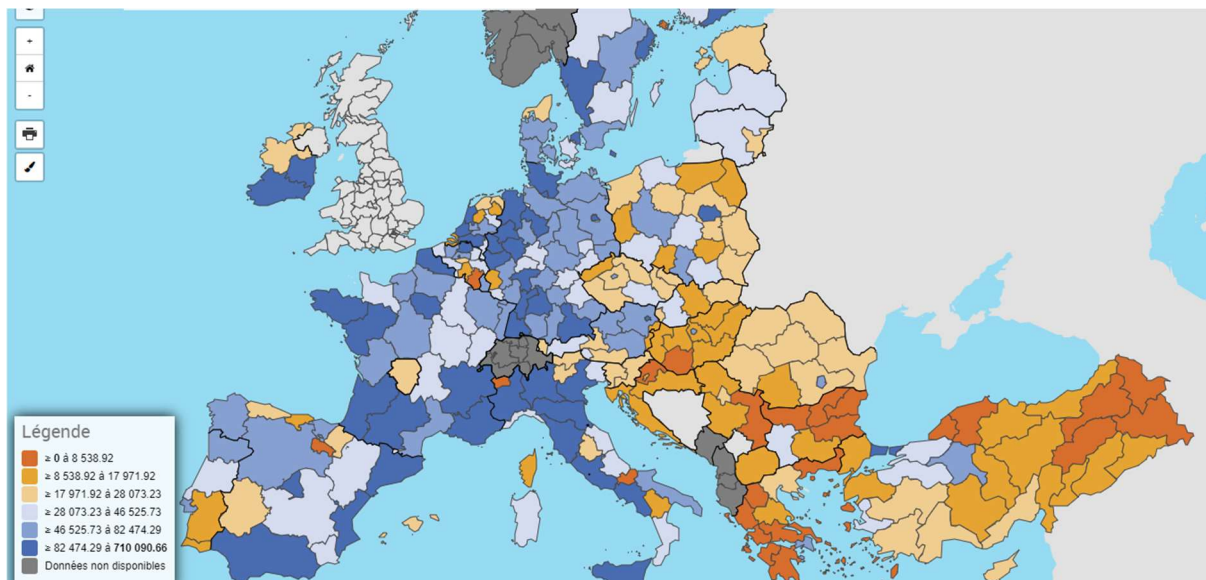 +
-
Légende
≥ 0 à 8 538.92
≥ 8 538.92 à 17 971.92
≥ 17 971.92 à 28 073.23
≥ 28 073.23 à 46 525.73
≥ 46 525.73 à 82 474.29
≥ 82 474.29 à 710 090.66
Données non disponibles